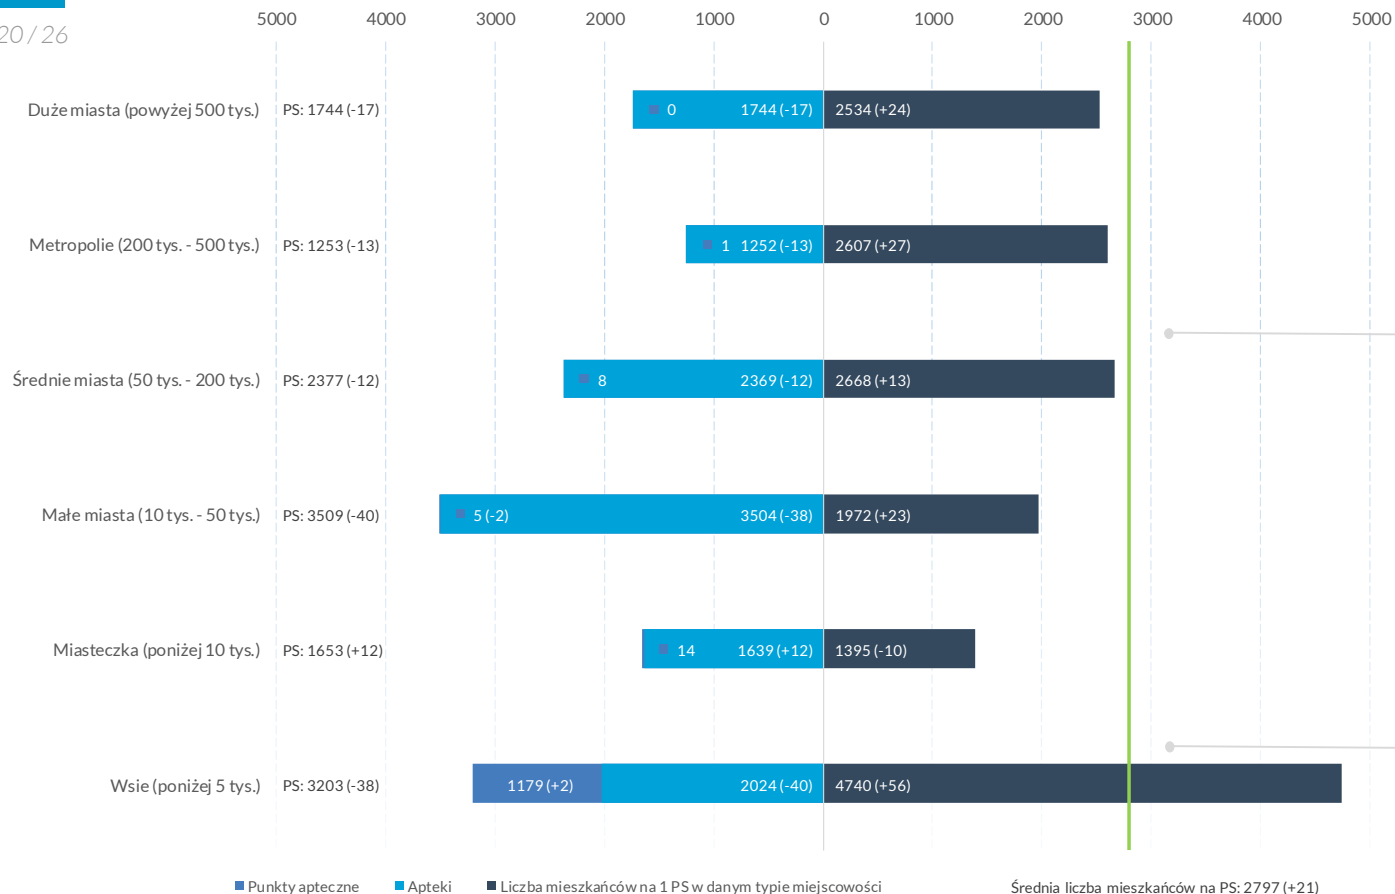 5000 4000 3000 2000 1000 0 1000 2000 3000 4000 5000
20 / 26
Duże miasta (powyżej 500 tys.) PS: 1744 (-17) 0 1744 (-17) 2534 (+24)
Metropolie (200 tys. - 500 tys.) PS: 1253 (-13) 1 1252 (-13) 2607 (+27)
Średnie miasta (50 tys. - 200 tys.) PS: 2377 (-12) 8 2369 (-12) 2668 (+13)
Małe miasta (10 tys. - 50 tys.) PS: 3509 (-40) 5 (-2) 3504 (-38) 1972 (+23)
Miasteczka (poniżej 10 tys.) PS: 1653 (+12) 14 1639 (+12) 1395 (-10)
Wsie (poniżej 5 tys.) PS: 3203 (-38) 1179 (+2) 2024 (-40) 4740 (+56)
Punkty apteczne Apteki Liczba mieszkańców na 1 PS w danym typie miejscowości Średnia liczba mieszkańców na PS: 2797 (+21)